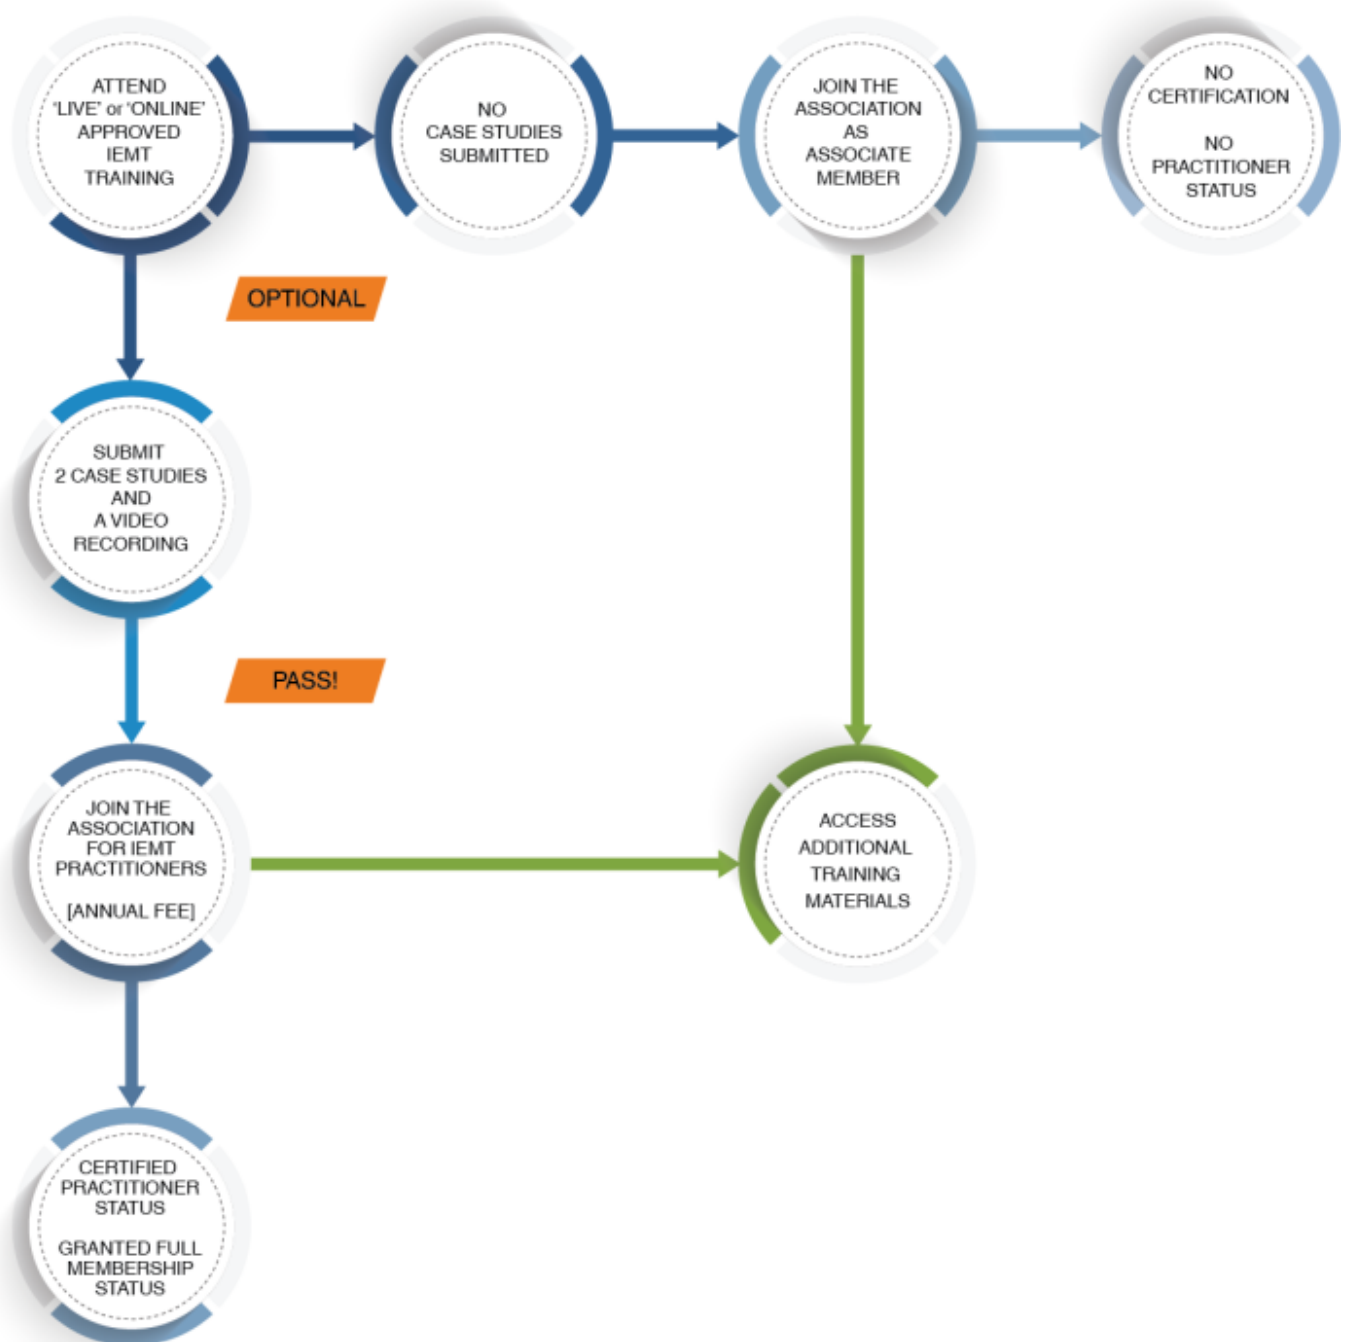 ATTEND
'LIVE' or 'ONLINE'
APPROVED
IEMT
TRAINING
NO
CASE STUDIES
SUBMITTED
JOIN THE
ASSOCIATION
AS
ASSOCIATE
MEMBER
NO
CERTIFICATION
NO
PRACTITIONER
STATUS
OPTIONAL
SUBMIT
2 CASE STUDIES
AND
A VIDEO
RECORDING
PASS!
JOIN THE
ASSOCIATION
FOR IEMT
PRACTITIONERS
[ANNUAL FEE]
ACCESS
ADDITIONAL
TRAINING
MATERIALS
CERTIFIED
PRACTITIONER
STATUS
GRANTED FULL
MEMBERSHIP
STATUS